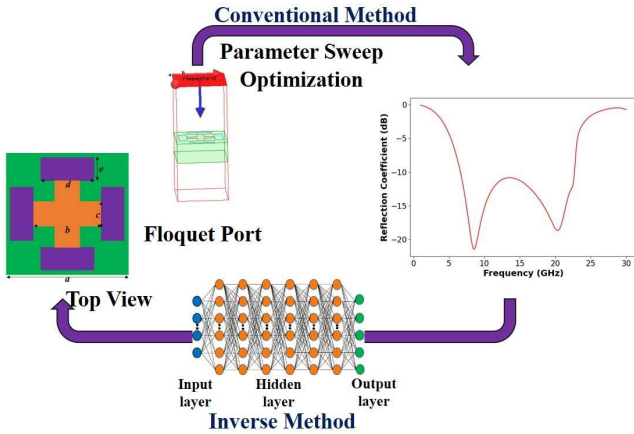 Conventional Method
Parameter Sweep
Optimization
FloquetPort1
Floquet Port
d
e
c
b
a
Top View
Reflection Coefficient (dB)
0
−5
−10
−15
−20
0 5 10 15 20 25 30
Frequency (GHz)
Input
layer
Hidden
layer
Output
layer
Inverse Method